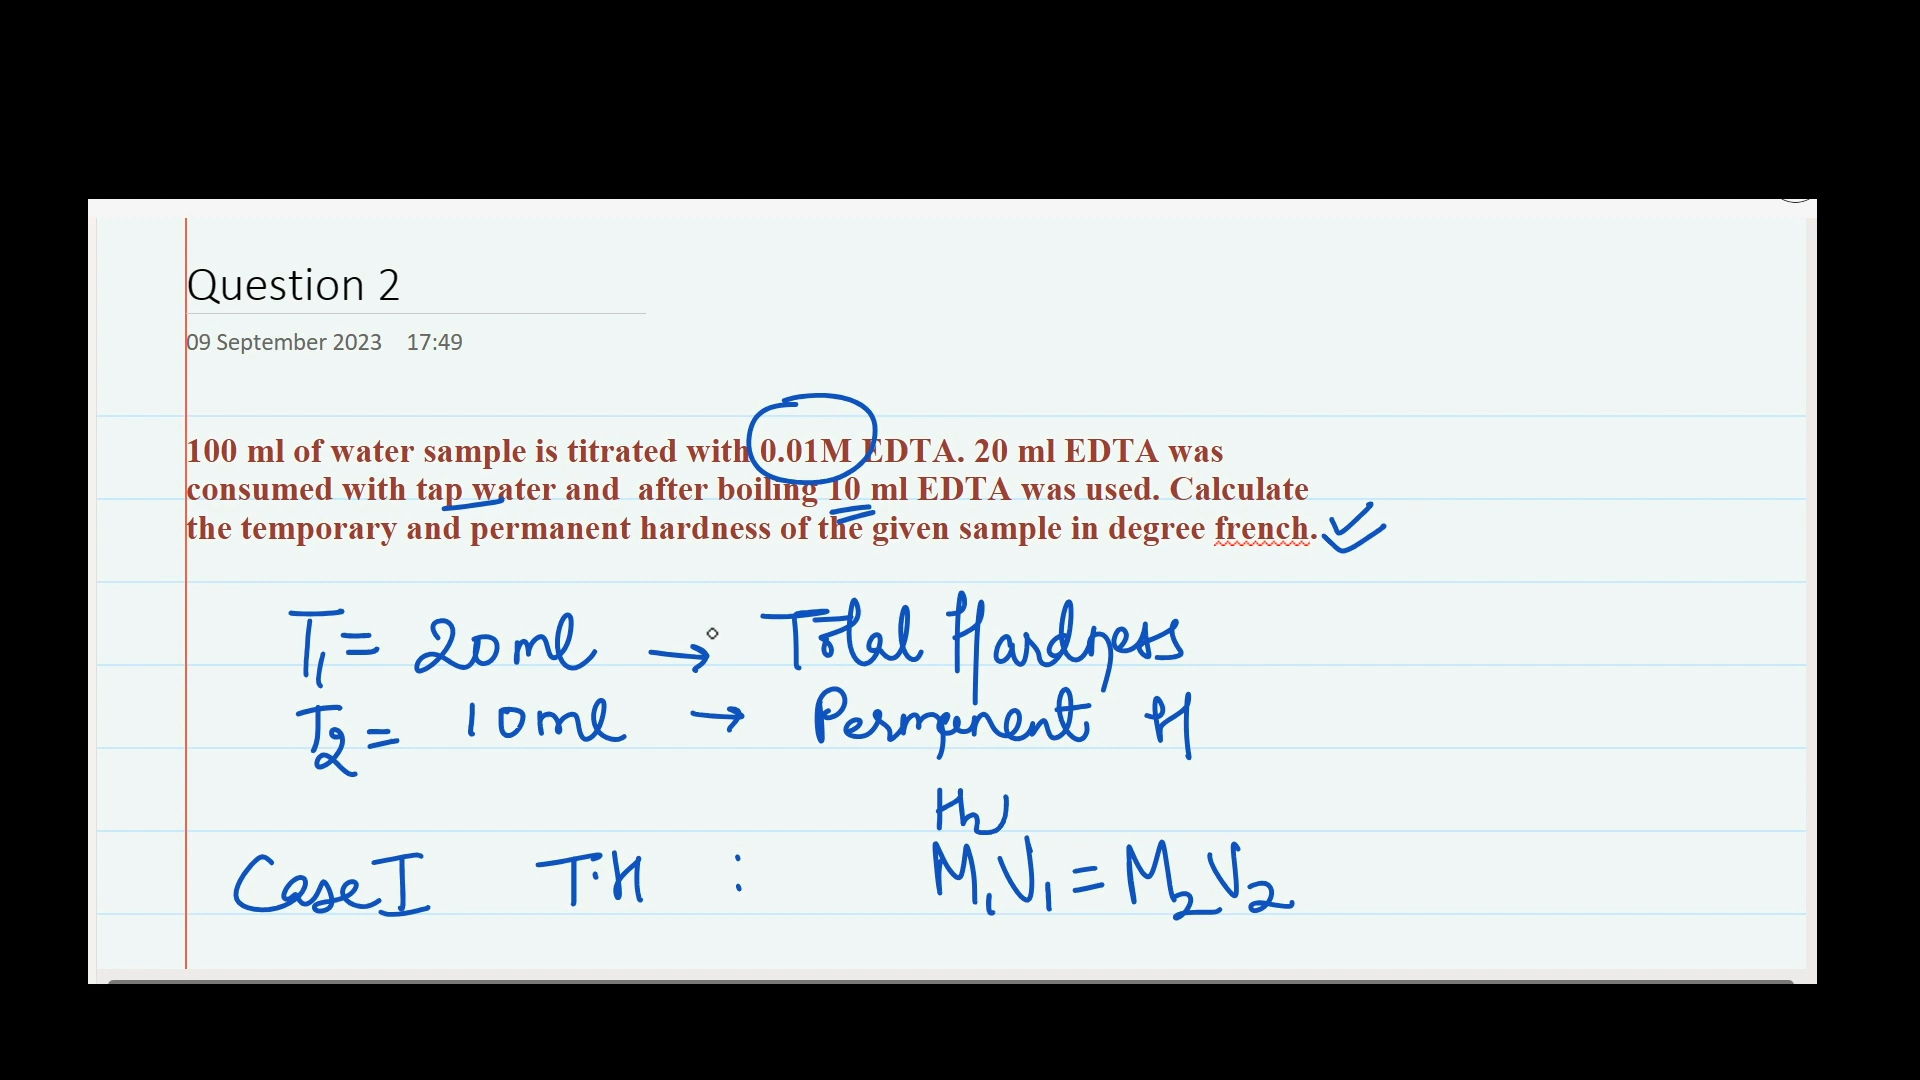 Question 2
09 September 2023 17:49
100 ml of water sample is titrated with 0.01M EDTA. 20 ml EDTA was
consumed with tap water and after boiling 10 ml EDTA was used. Calculate
the temporary and permanent hardness of the given sample in degree french.
T1 = 20ml → Total Hardness
T2 = 10ml → Permanent H
Hw
Case I T.H : M1V1 = M2V2